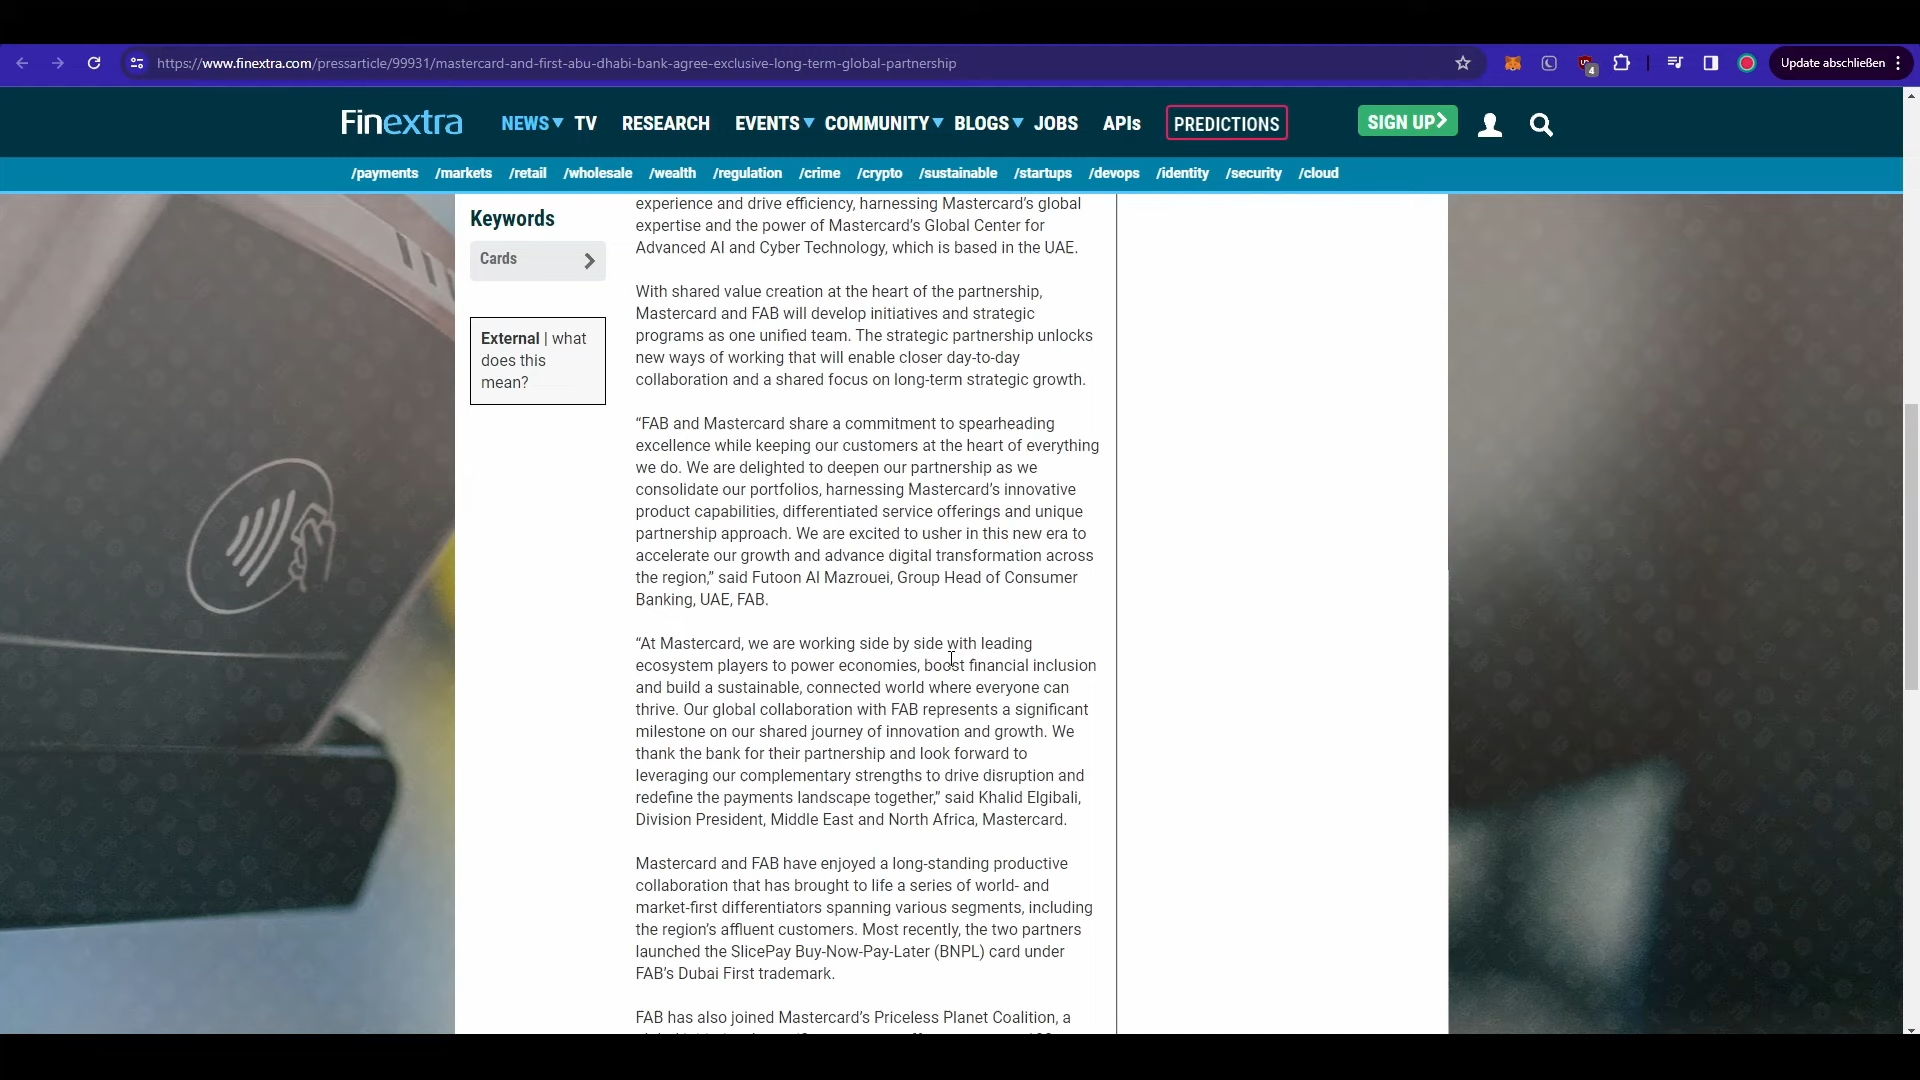 https://www.finextra.com/pressarticle/99931/mastercard-and-first-abu-dhabi-bank-agree-exclusive-long-term-global-partnership
4
Update abschließen
Finextra
NEWS TV RESEARCH EVENTS COMMUNITY BLOGS JOBS APIs PREDICTIONS SIGN UP
/payments /markets /retail /wholesale /wealth /regulation /crime /crypto /sustainable /startups /devops /identity /security /cloud
Keywords
Cards
External | what
does this
mean?
experience and drive efficiency, harnessing Mastercard’s global
expertise and the power of Mastercard’s Global Center for
Advanced AI and Cyber Technology, which is based in the UAE.
With shared value creation at the heart of the partnership,
Mastercard and FAB will develop initiatives and strategic
programs as one unified team. The strategic partnership unlocks
new ways of working that will enable closer day-to-day
collaboration and a shared focus on long-term strategic growth.
“FAB and Mastercard share a commitment to spearheading
excellence while keeping our customers at the heart of everything
we do. We are delighted to deepen our partnership as we
consolidate our portfolios, harnessing Mastercard’s innovative
product capabilities, differentiated service offerings and unique
partnership approach. We are excited to usher in this new era to
accelerate our growth and advance digital transformation across
the region,” said Futoon Al Mazrouei, Group Head of Consumer
Banking, UAE, FAB.
“At Mastercard, we are working side by side with leading
ecosystem players to power economies, boost financial inclusion
and build a sustainable, connected world where everyone can
thrive. Our global collaboration with FAB represents a significant
milestone on our shared journey of innovation and growth. We
thank the bank for their partnership and look forward to
leveraging our complementary strengths to drive disruption and
redefine the payments landscape together,” said Khalid Elgibali,
Division President, Middle East and North Africa, Mastercard.
Mastercard and FAB have enjoyed a long-standing productive
collaboration that has brought to life a series of world- and
market-first differentiators spanning various segments, including
the region’s affluent customers. Most recently, the two partners
launched the SlicePay Buy-Now-Pay-Later (BNPL) card under
FAB’s Dubai First trademark.
FAB has also joined Mastercard’s Priceless Planet Coalition, a